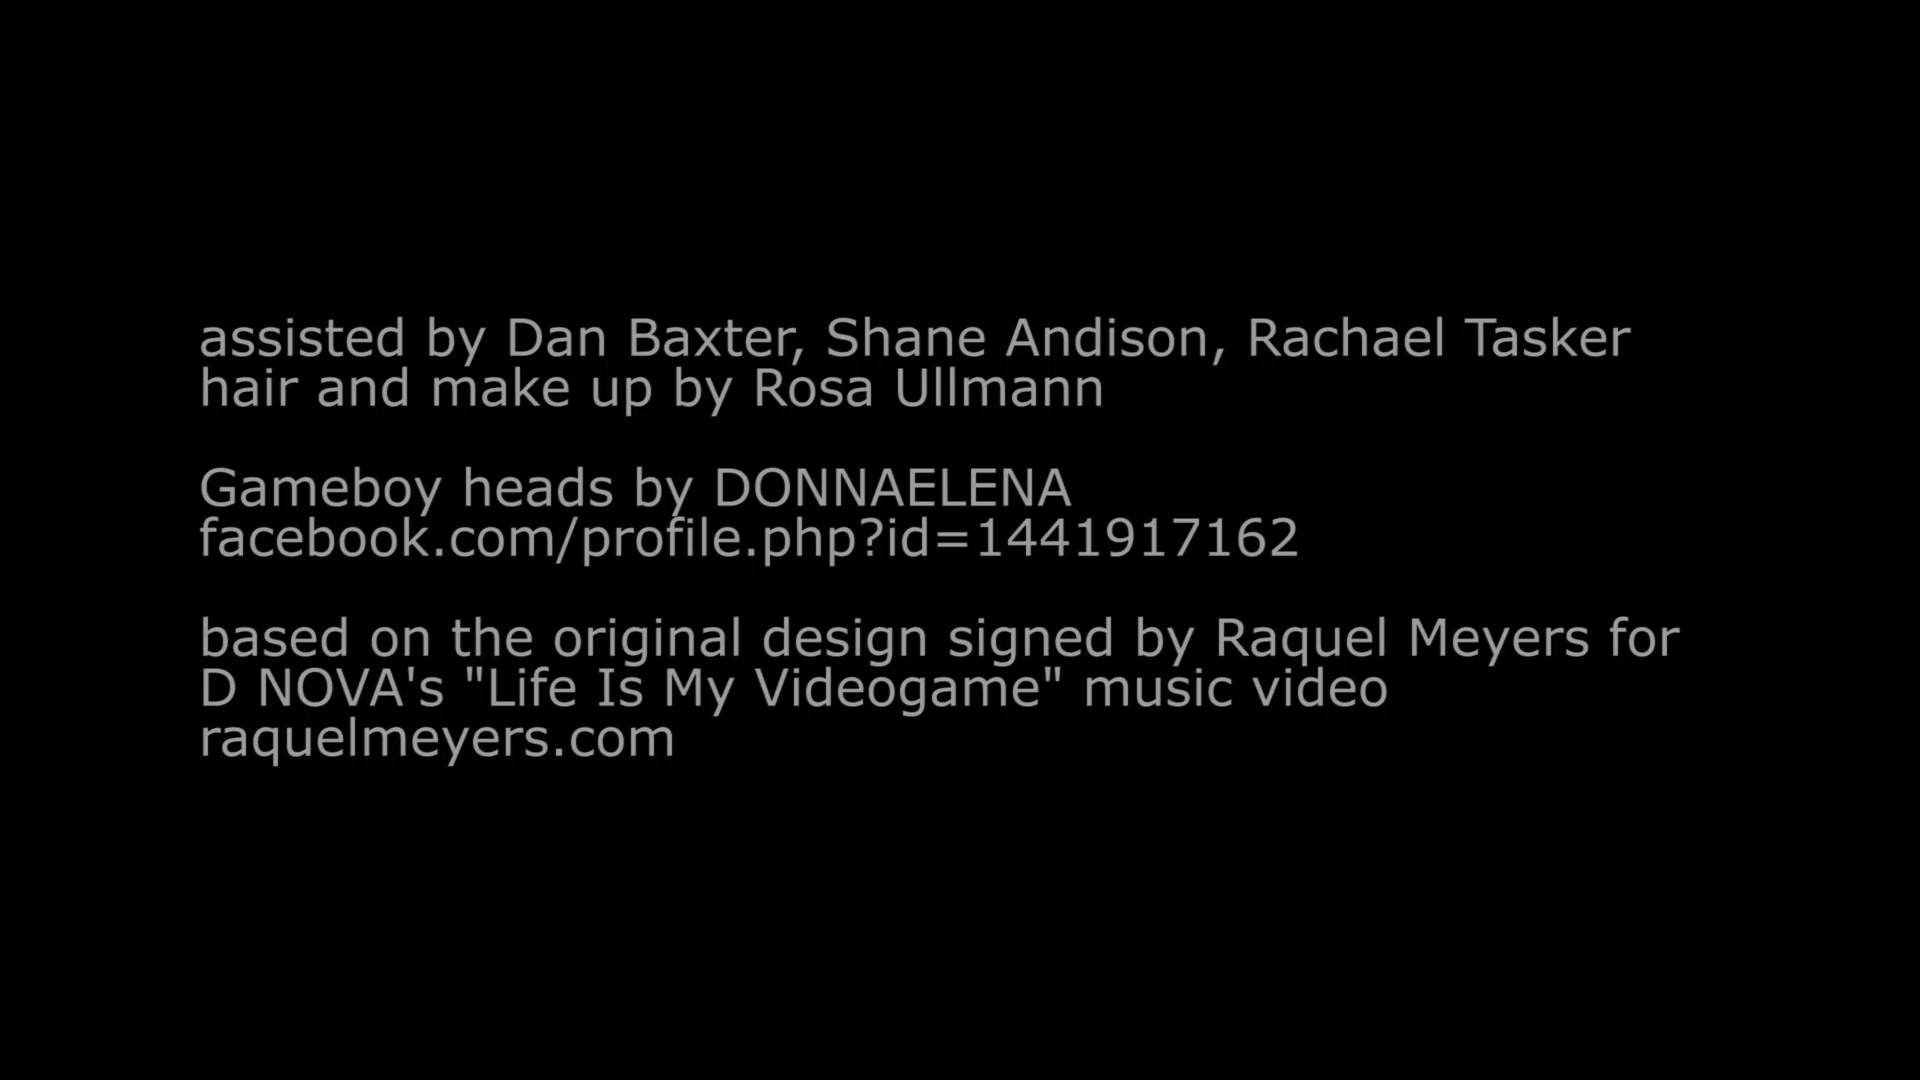 assisted by Dan Baxter, Shane Andison, Rachael Tasker
hair and make up by Rosa Ullmann
Gameboy heads by DONNAELENA
facebook.com/profile.php?id=1441917162
based on the original design signed by Raquel Meyers for
D NOVA's "Life Is My Videogame" music video
raquelmeyers.com